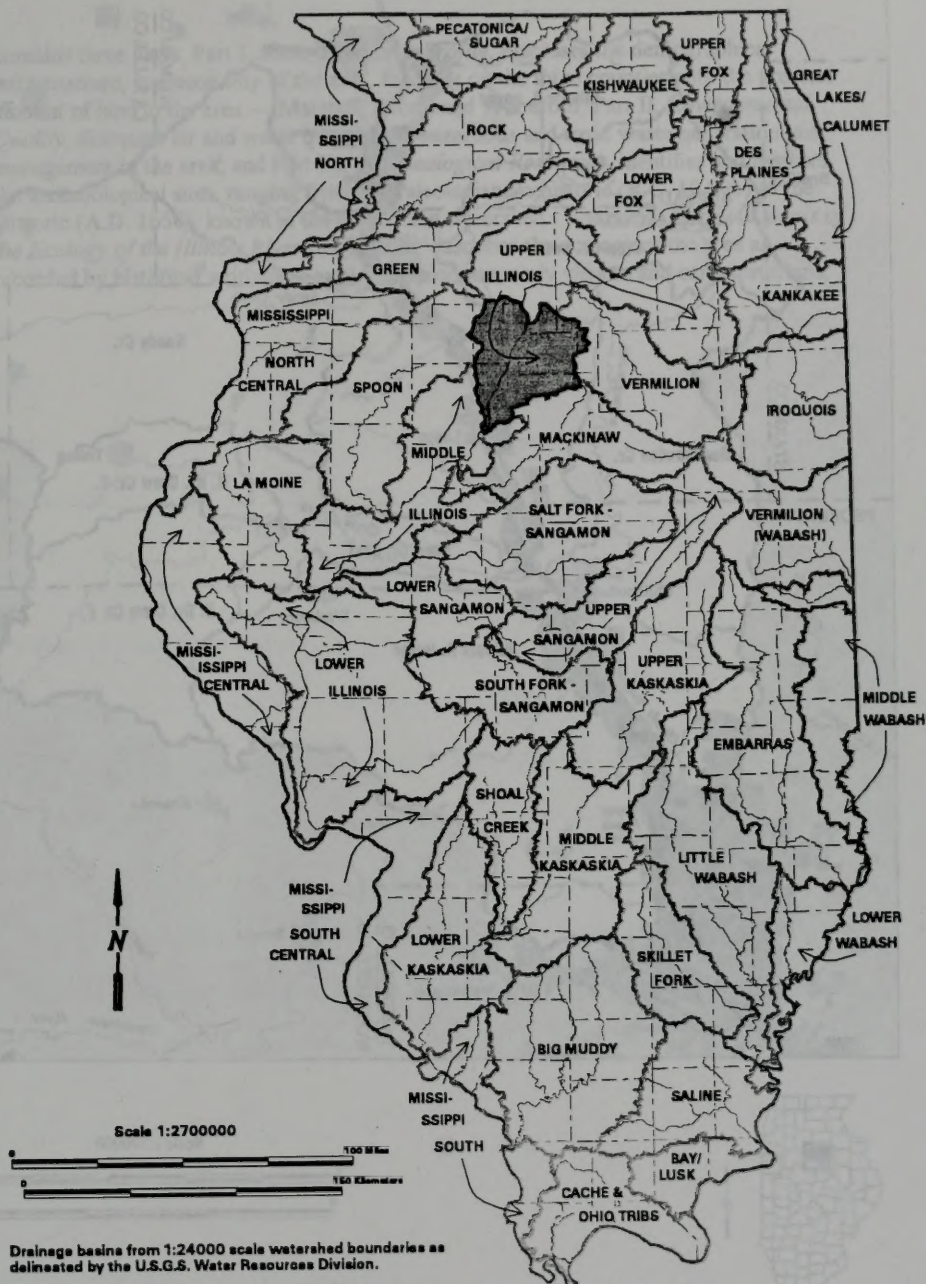 PECATONICA/
SUGAR
UPPER
FOX
KISHWAUKEE
GREAT
LAKES/
CALUMET
MISSI-
SSIPPI
NORTH
ROCK
DES
PLAINES
LOWER
FOX
UPPER
ILLINOIS
GREEN
KANKAKEE
MISSISSIPPI
NORTH
CENTRAL
SPOON
VERMILION
IROQUOIS
MIDDLE
ILLINOIS
MACKINAW
LA MOINE
SALT FORK -
SANGAMON
VERMILION
(WABASH)
LOWER
SANGAMON
UPPER
SANGAMON
MISSI-
ISSIPPI
CENTRAL
LOWER
ILLINOIS
SOUTH FORK -
SANGAMON
UPPER
KASKASKIA
MIDDLE
WABASH
EMBARRAS
SHOAL
CREEK
MIDDLE
KASKASKIA
LITTLE
WABASH
MISSI-
SSIPPI
SOUTH
CENTRAL
LOWER
KASKASKIA
SKILLET
FORK
LOWER
WABASH
N
BIG MUDDY
SALINE
MISSI-
SSIPPI
SOUTH
BAY/
LUSK
CACHE &
OHIO TRIBS
Scale 1:2700000
0 100 Miles
0 150 Kilometers
Drainage basins from 1:24000 scale watershed boundaries as
delineated by the U.S.G.S. Water Resources Division.